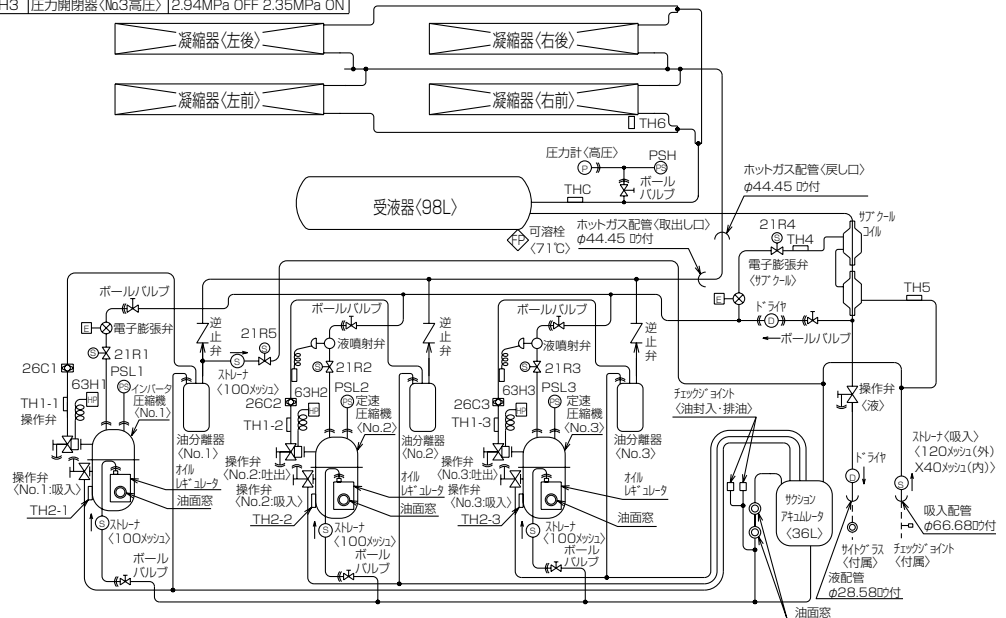 H3 圧力開閉器〈No.3高圧〉 2.94MPa OFF 2.35MPa ON
凝縮器〈左後〉
凝縮器〈右後〉
凝縮器〈左前〉
凝縮器〈右前〉
TH6
圧力計〈高圧〉
PSH
P
PS
ボール
バルブ
THC
受液器〈98L〉
FP
可溶栓
〈71℃〉
ホットガス配管〈戻し口〉
φ44.45 ロウ付
ホットガス配管〈取出し口〉
φ44.45 ロウ付
21R4
S
TH4
サブクール
コイル
電子膨張弁
〈サブクール〉
E
TH5
ドライヤ
D
ボールバルブ
ボールバルブ
E
電子膨張弁
S
21R1
26C1
63H1
HP
PSL1
PS
インバータ
圧縮機
〈No.1〉
TH1-1
操作弁
逆
止
弁
S
ストレーナ
〈100メッシュ〉
21R5
S
油分離器
〈No.1〉
操作弁
〈No.1:吸入〉
TH2-1
オイル
レギュレータ
油面窓
S
ストレーナ
〈100メッシュ〉
ボール
バルブ
ボールバルブ
液噴射弁
S
21R2
26C2
63H2
HP
PSL2
PS
定速
圧縮機
〈No.2〉
TH1-2
逆
止
弁
油分離器
〈No.2〉
操作弁
〈No.2:吐出〉
操作弁
〈No.2:吸入〉
TH2-2
オイル
レギュレータ
油面窓
S
ストレーナ
〈100メッシュ〉
ボール
バルブ
ボールバルブ
液噴射弁
S
21R3
26C3
63H3
HP
PSL3
PS
定速
圧縮機
〈No.3〉
TH1-3
逆
止
弁
油分離器
〈No.3〉
操作弁
〈No.3:吐出〉
操作弁
〈No.3:吸入〉
TH2-3
オイル
レギュレータ
油面窓
S
ストレーナ
〈100メッシュ〉
ボール
バルブ
チェックジョイント
〈油封入・排油〉
サクション
アキュムレータ
〈36L〉
油面窓
操作弁
〈液〉
ドライヤ
D
サイトグラス
〈付属〉
液配管
φ28.58ロウ付
ストレーナ〈吸入〉
〈120メッシュ(外)
X40メッシュ(内)〉
S
吸入配管
φ66.68ロウ付
チェックジョイント
〈付属〉